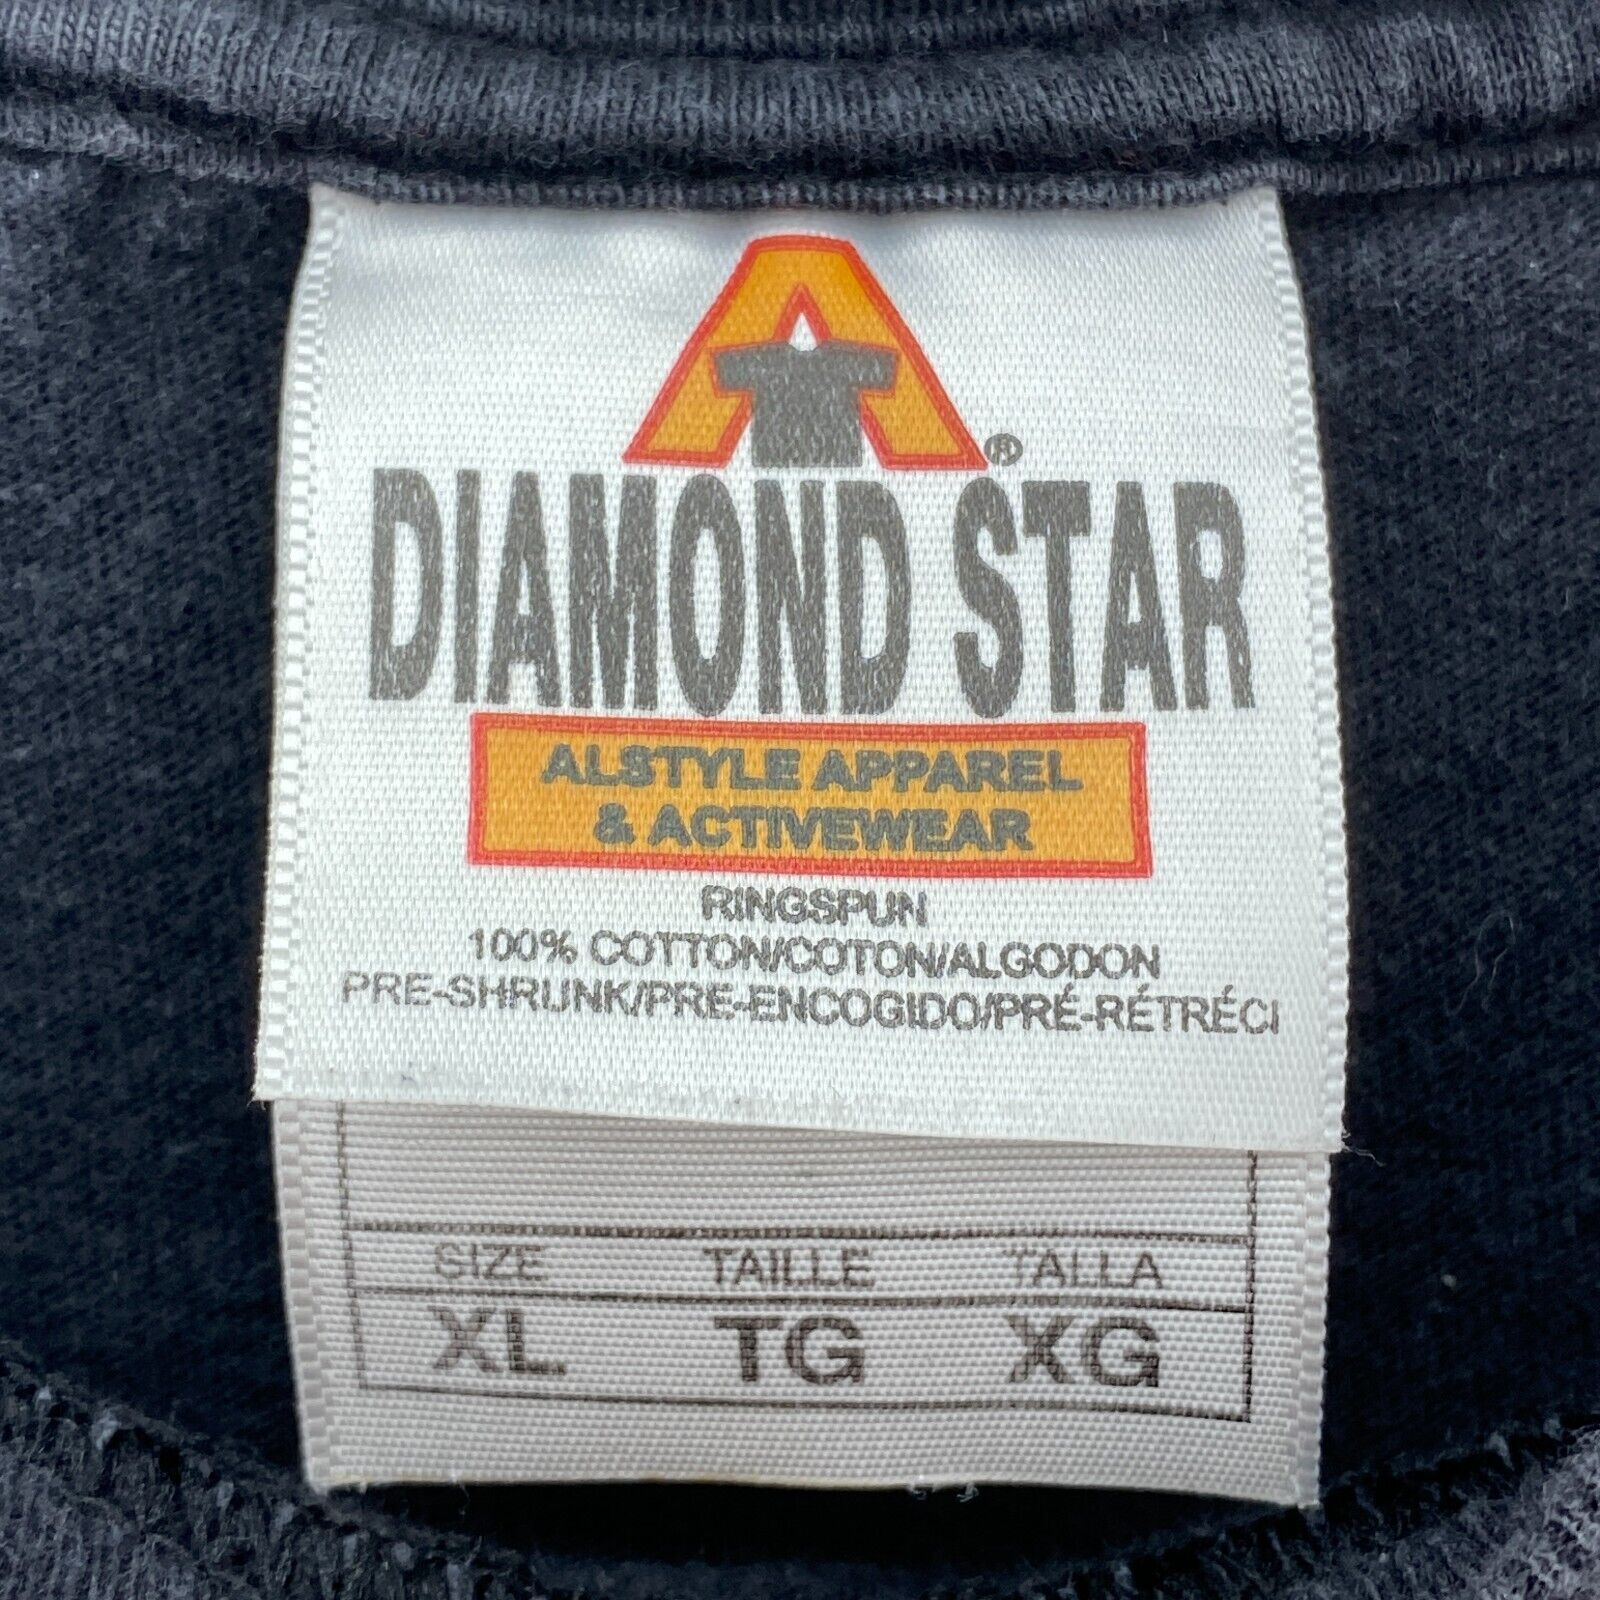 A
®
DIAMOND STAR
ALSTYLE APPAREL
& ACTIVEWEAR
RINGSPUN
100% COTTON/COTON/ALGODON
PRE-SHRUNK/PRE-ENCOGIDO/PRÉ-RÉTRÉCI
SIZE TAILLE TALLA
XL TG XG